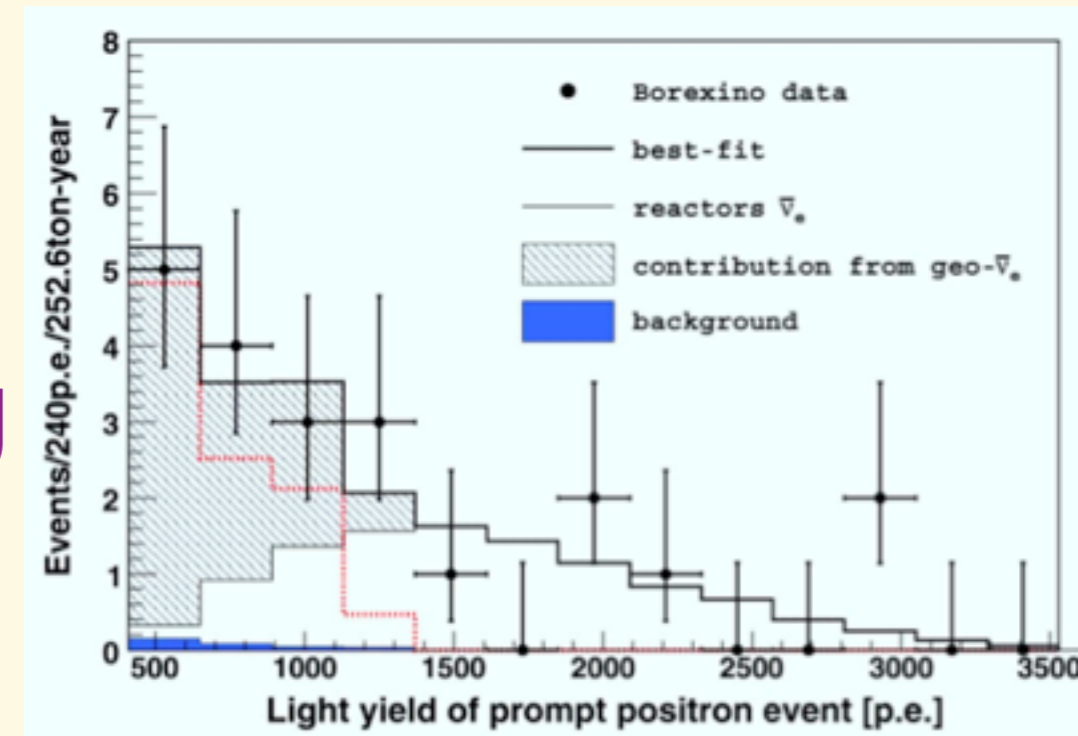 8
7
6
5
4
3
2
1
0
Events/240p.e./252.6ton-year
Borexino data
best-fit
reactors ν̅e
contribution from geo-ν̅e
background
500 1000 1500 2000 2500 3000 3500
Light yield of prompt positron event [p.e.]